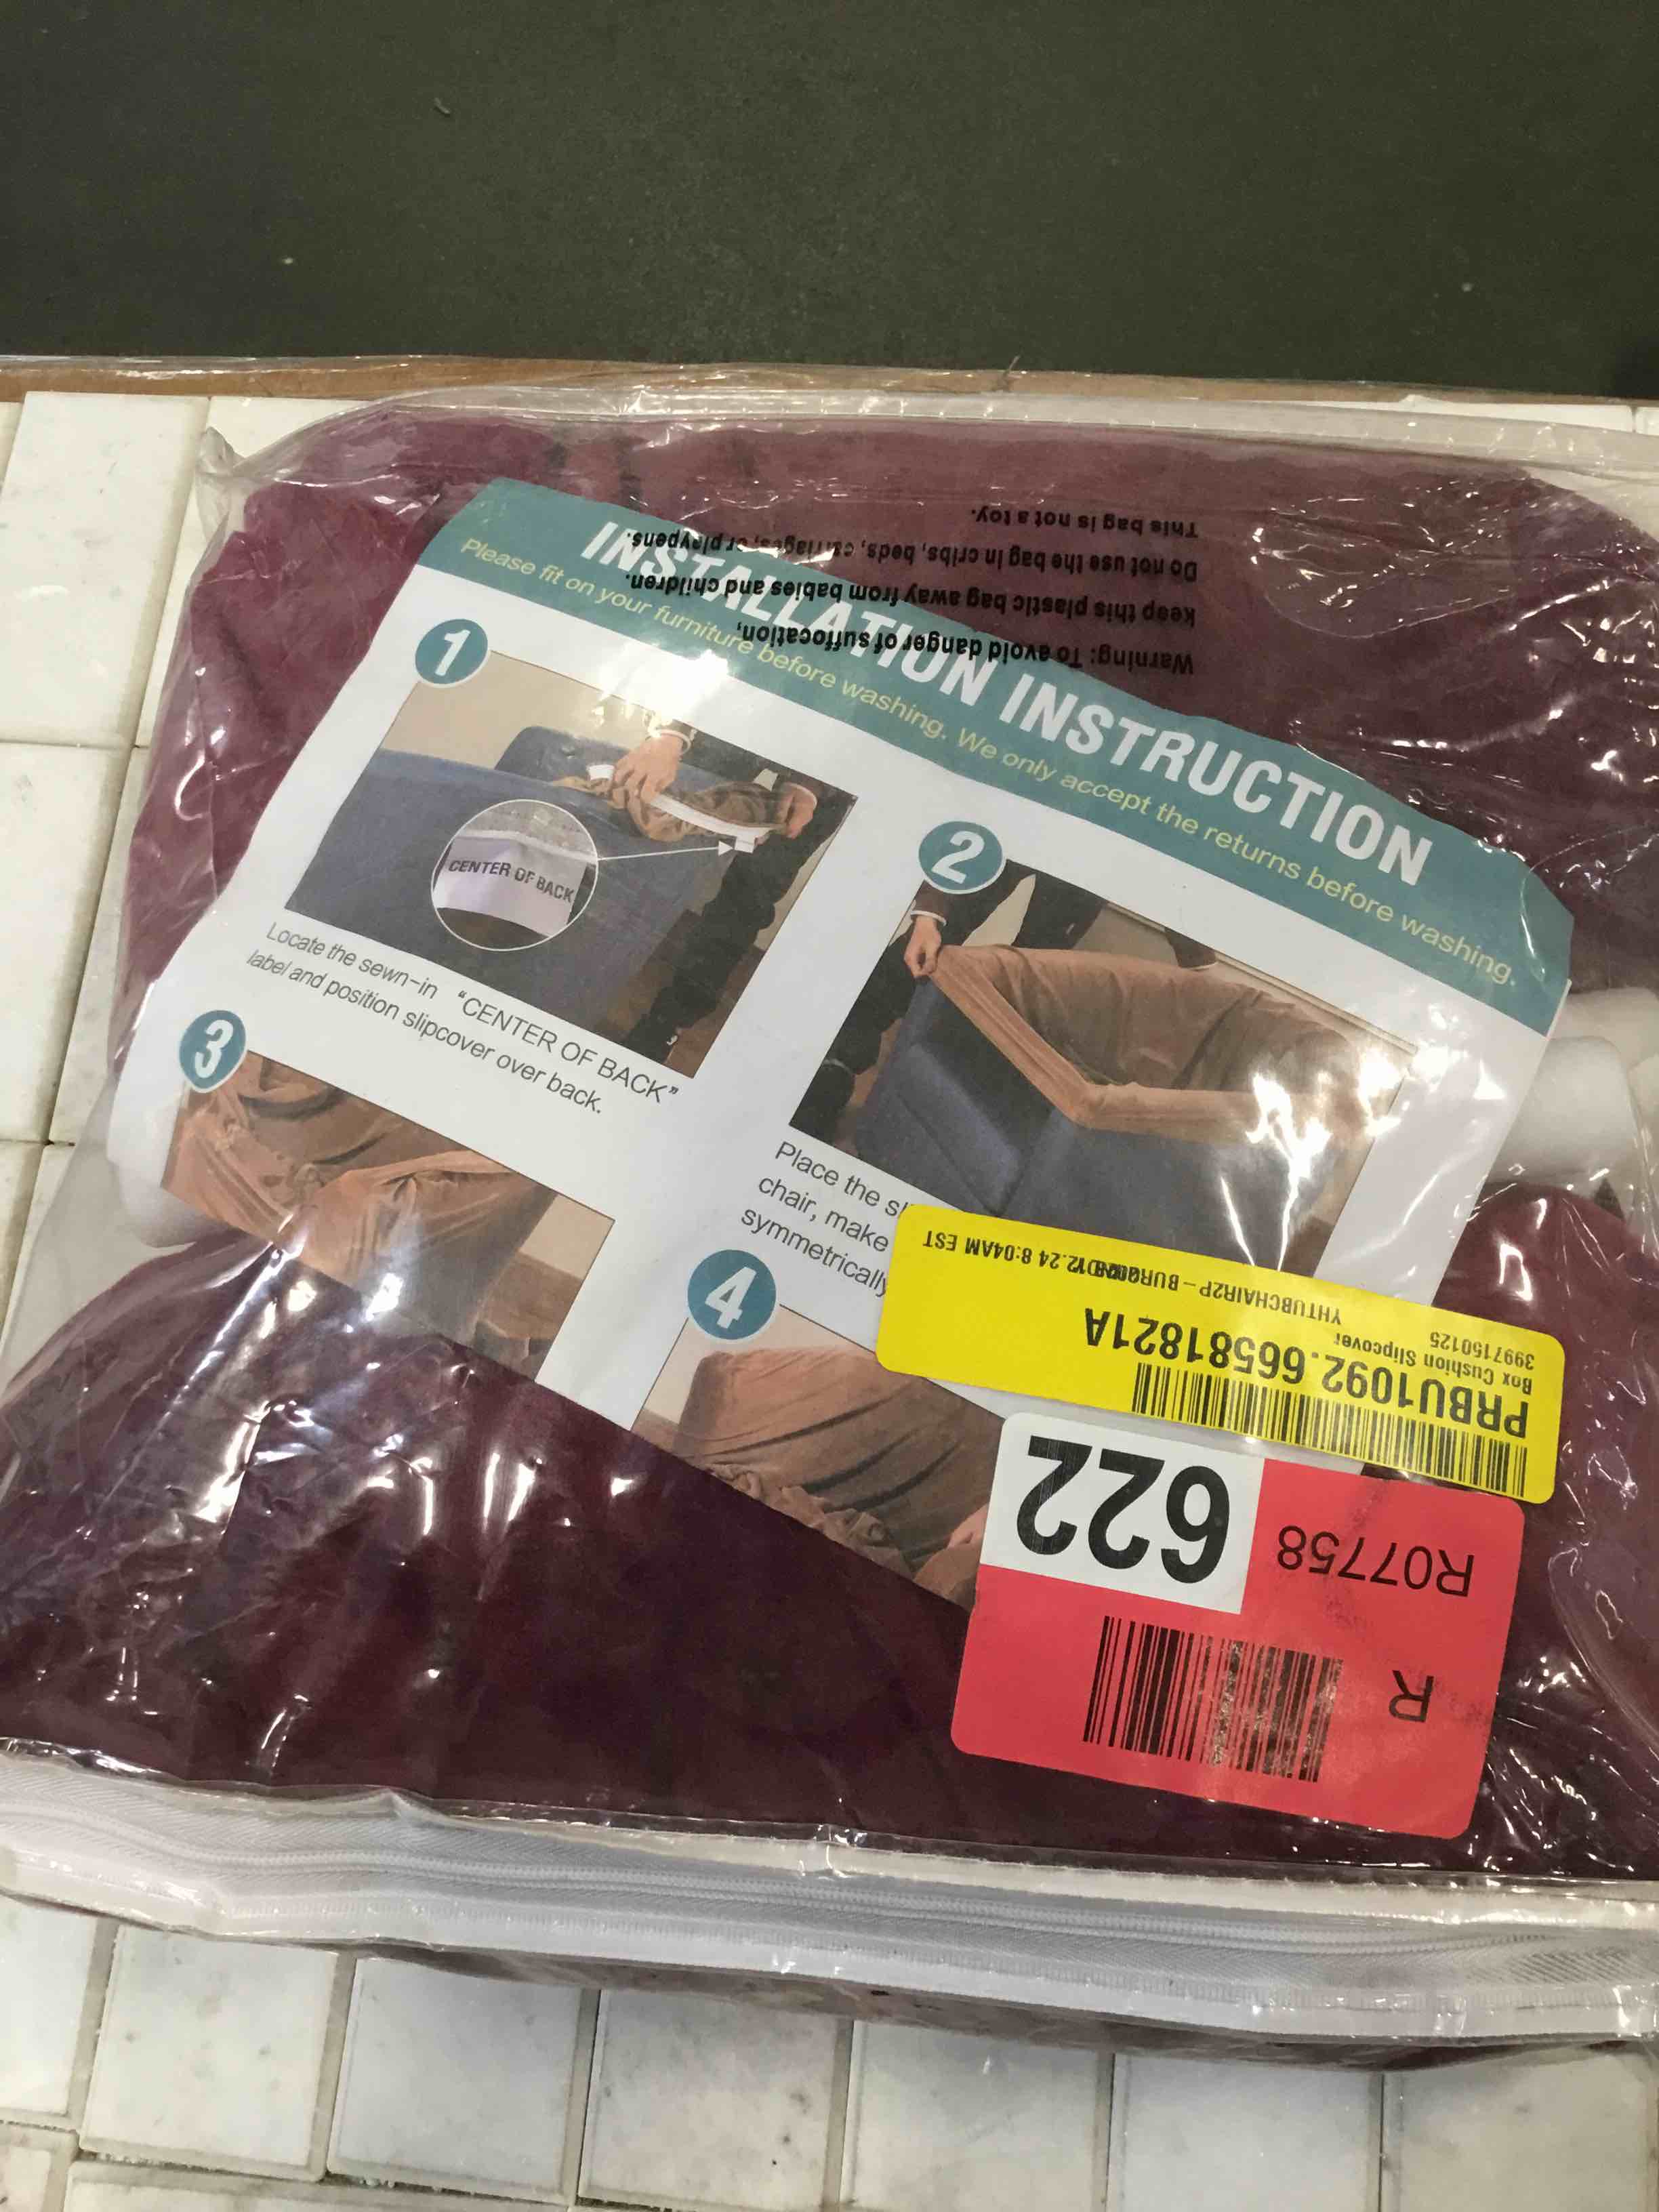 INSTALLATION INSTRUCTION
Please fit on your furniture before washing. We only accept the returns before washing.
1
CENTER OF BACK
Locate the sewn-in "CENTER OF BACK"
label and position slipcover over back.
2
Place the
chair, make
symmetrically
3
4
Warning: To avoid danger of suffocation,
keep this plastic bag away from babies and children.
Do not use the bag in cribs, beds, carriages, or playpens.
This bag is not a toy.
PRBU1092.66581821A
Box Cushion Slipcover
3997150125
YHTUBCHAIR2P – 12.24 8:04AM EST
R
R07758
622